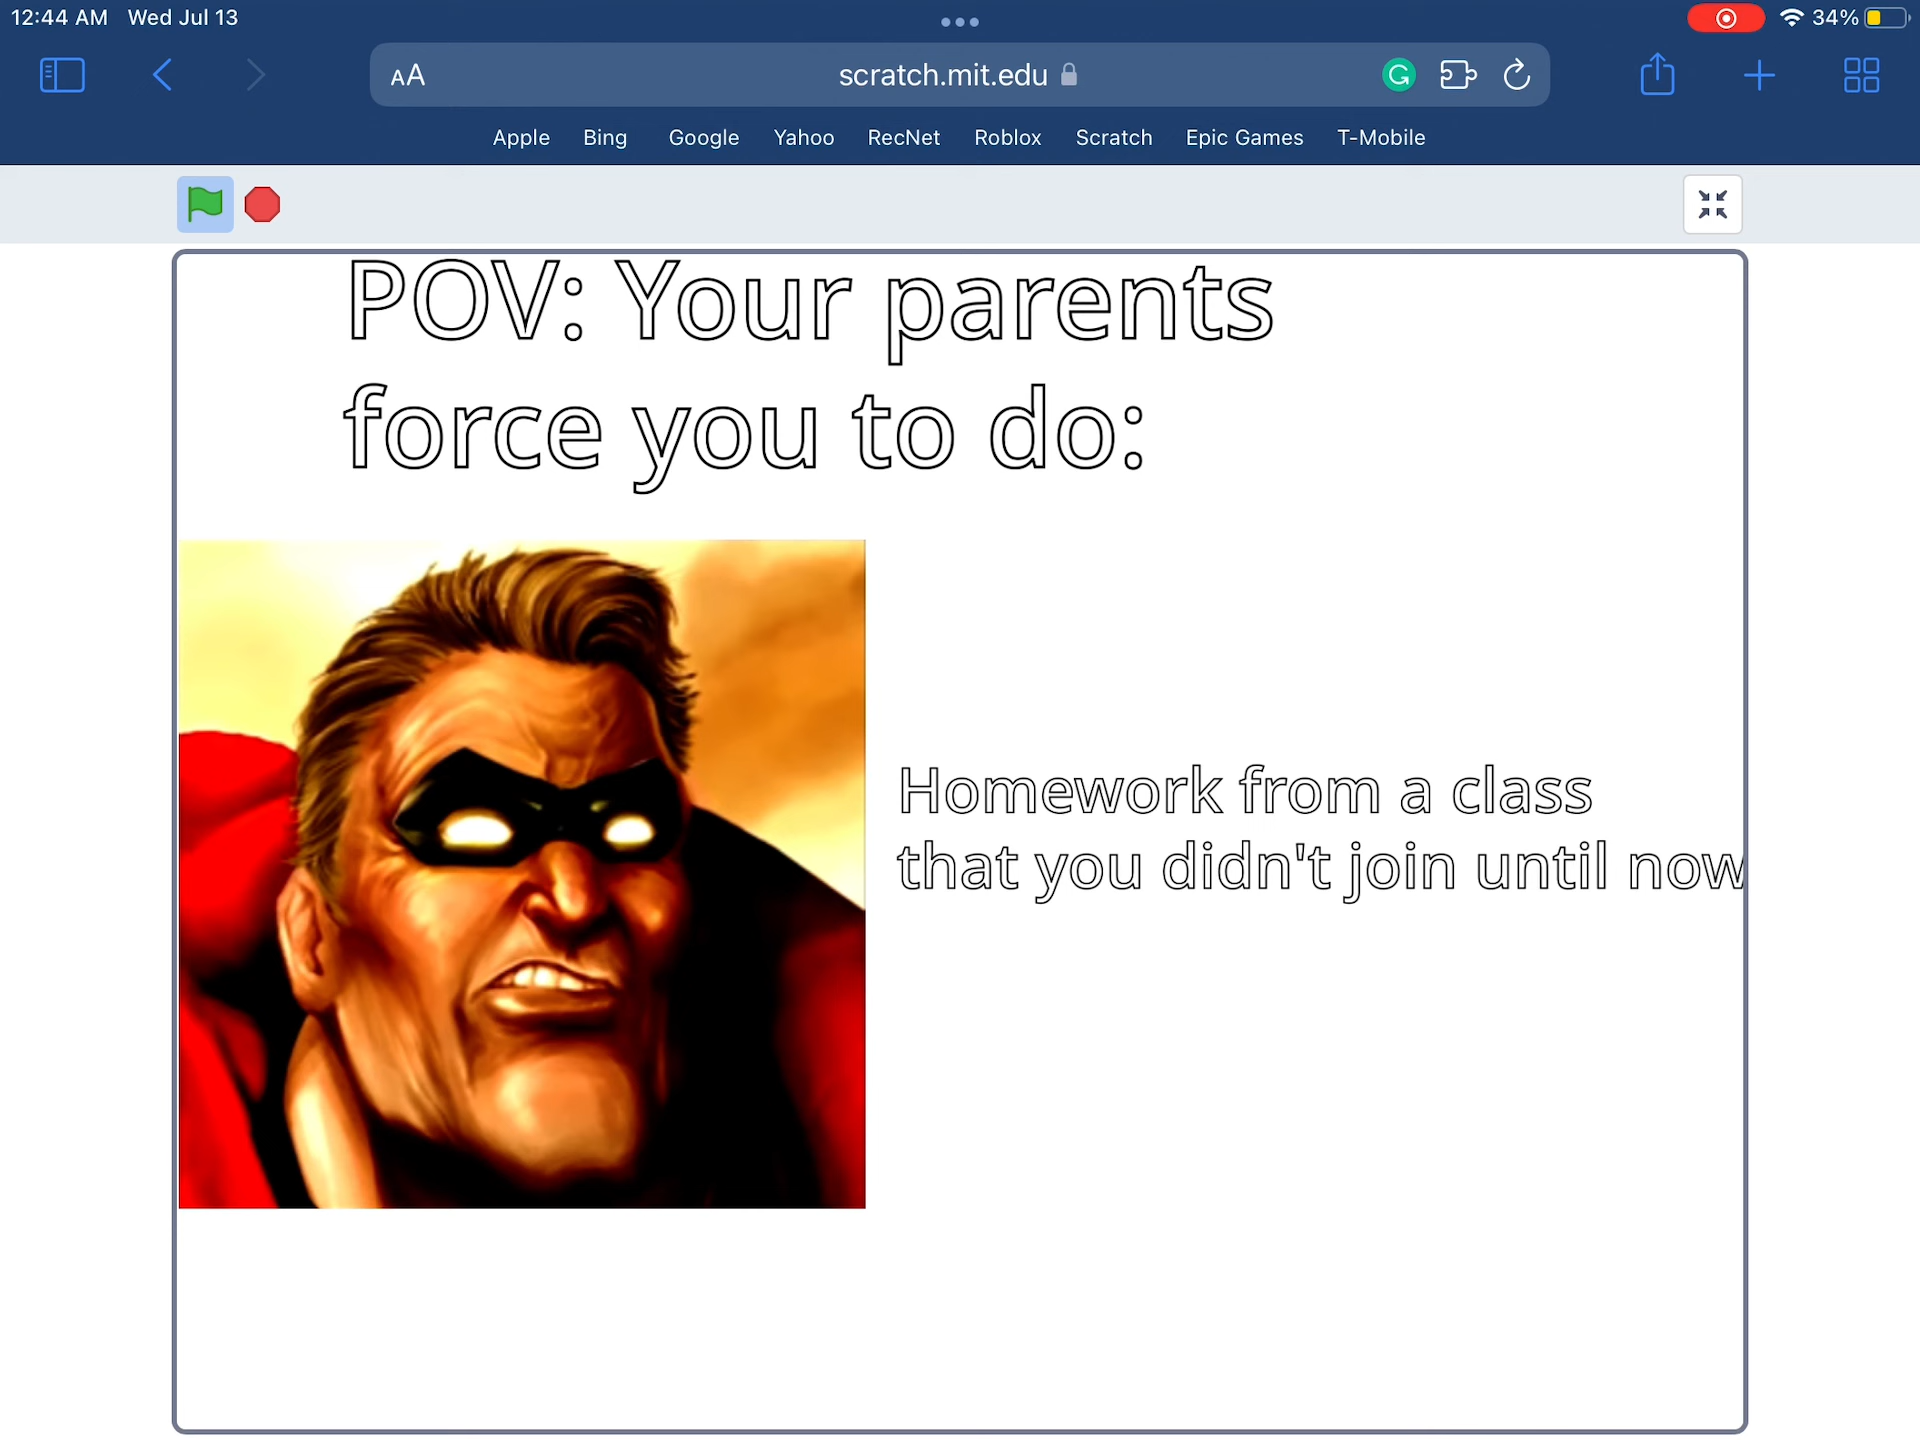 12:44 AM Wed Jul 13
34%
AA
scratch.mit.edu
G
Apple Bing Google Yahoo RecNet Roblox Scratch Epic Games T-Mobile
POV: Your parents
force you to do:
Homework from a class
that you didn't join until now